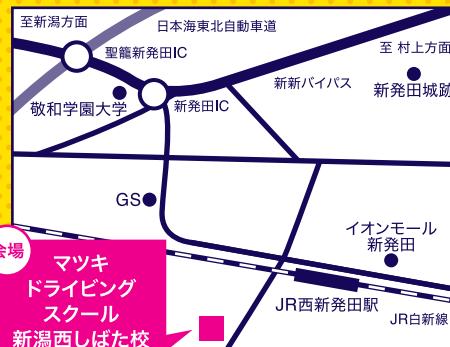 至新潟方面
日本海東北自動車道
聖籠新発田IC
至 村上方面
敬和学園大学
新発田IC
新新バイパス
新発田城跡
GS
イオンモール
新発田
会場
マツキ
ドライビング
スクール
新潟西しばた校
JR西新発田駅
JR白新線